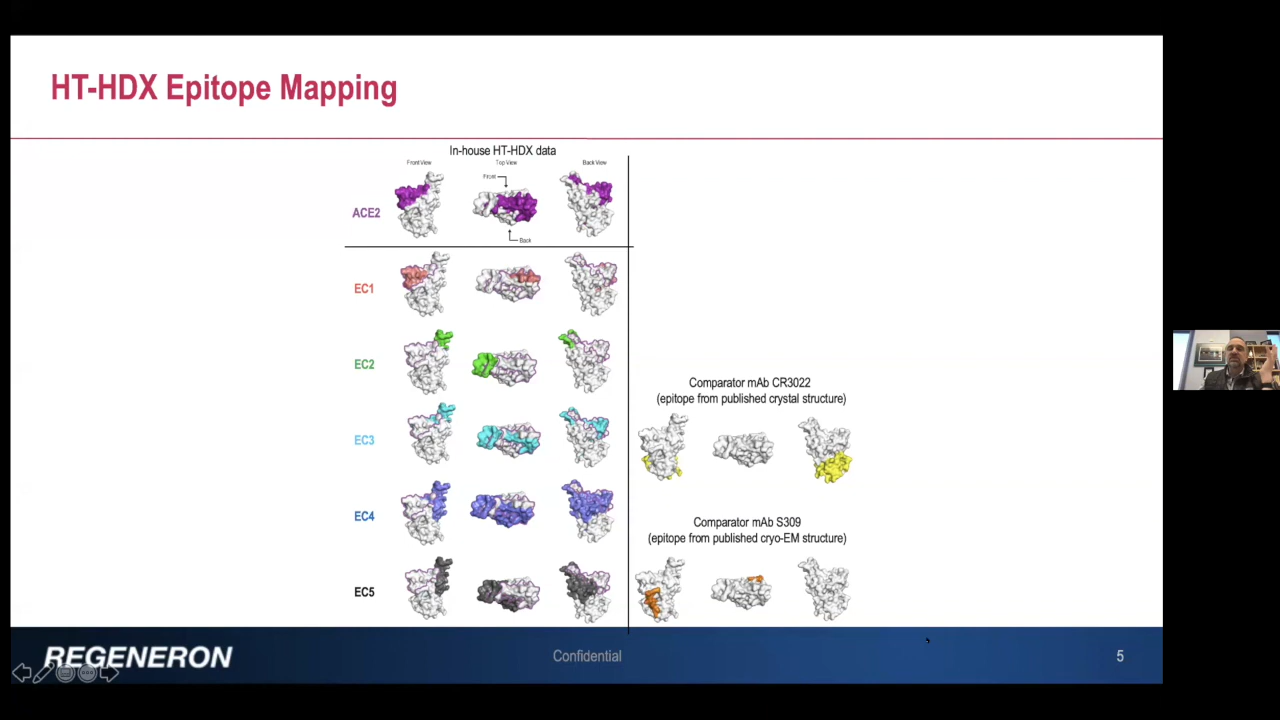 HT-HDX Epitope Mapping
In-house HT-HDX data
Front View
Top View
Back View
Front
ACE2
Back
EC1
EC2
Comparator mAb CR3022
(epitope from published crystal structure)
EC3
EC4
Comparator mAb S309
(epitope from published cryo-EM structure)
EC5
REGENERON
Confidential
5